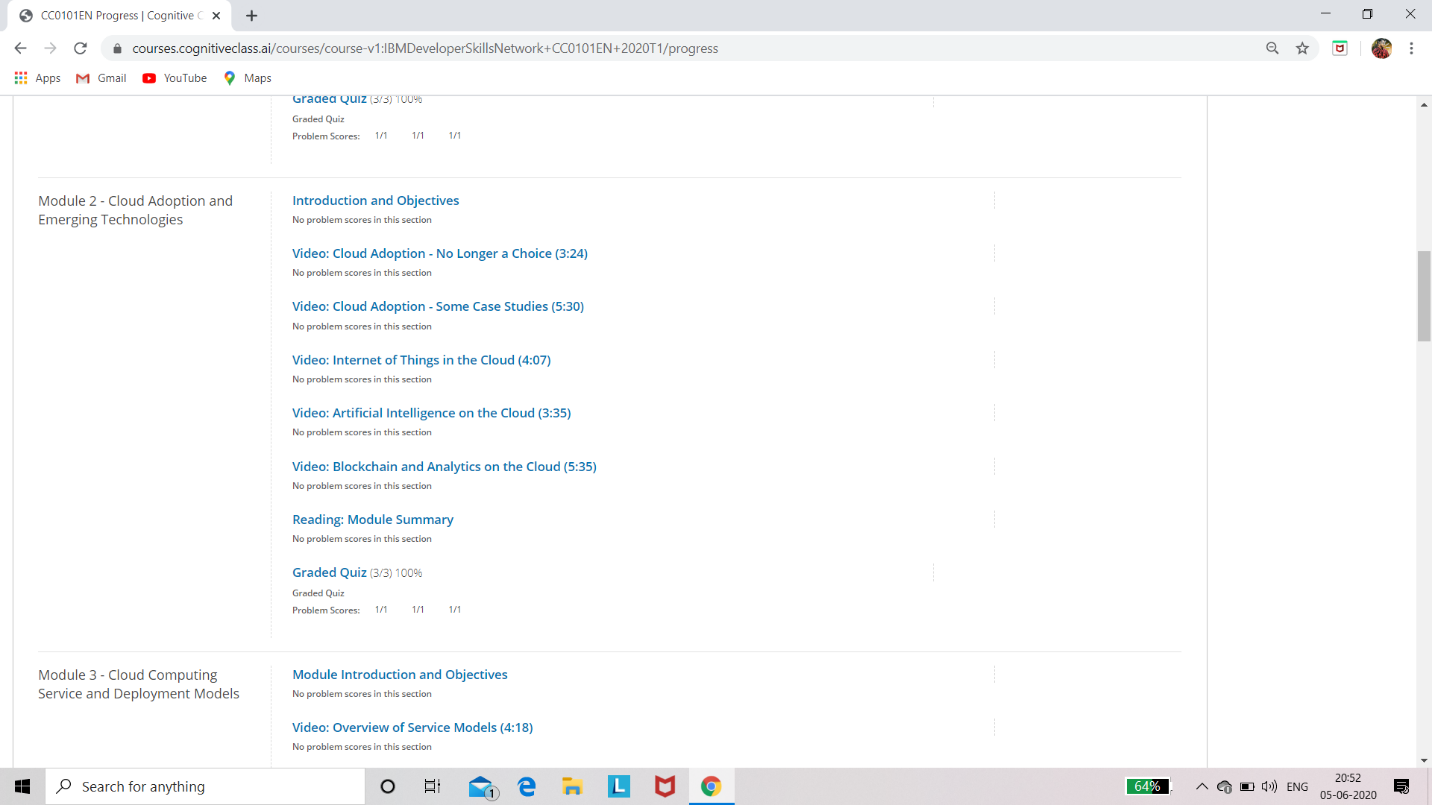 CC0101EN Progress | Cognitive C
courses.cognitiveclass.ai/courses/course-v1:IBMDeveloperSkillsNetwork+CC0101EN+2020T1/progress
Apps Gmail YouTube Maps
Graded Quiz (3/3) 100%
Graded Quiz
Problem Scores: 1/1 1/1 1/1
Module 2 - Cloud Adoption and
Emerging Technologies
Introduction and Objectives
No problem scores in this section
Video: Cloud Adoption - No Longer a Choice (3:24)
No problem scores in this section
Video: Cloud Adoption - Some Case Studies (5:30)
No problem scores in this section
Video: Internet of Things in the Cloud (4:07)
No problem scores in this section
Video: Artificial Intelligence on the Cloud (3:35)
No problem scores in this section
Video: Blockchain and Analytics on the Cloud (5:35)
No problem scores in this section
Reading: Module Summary
No problem scores in this section
Graded Quiz (3/3) 100%
Graded Quiz
Problem Scores: 1/1 1/1 1/1
Module 3 - Cloud Computing
Service and Deployment Models
Module Introduction and Objectives
No problem scores in this section
Video: Overview of Service Models (4:18)
No problem scores in this section
Search for anything
1
L
64%
ENG
20:52
05-06-2020